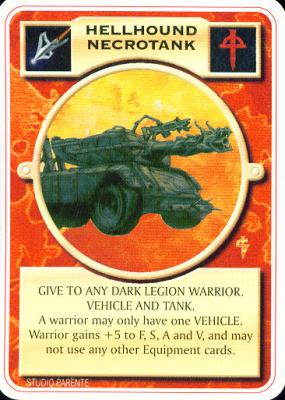 HELLHOUND
NECROTANK
GIVE TO ANY DARK LEGION WARRIOR.
VEHICLE AND TANK.
A warrior may only have one VEHICLE.
Warrior gains +5 to F, S, A and V, and may
not use any other Equipment cards.
STUDIO PARENTE